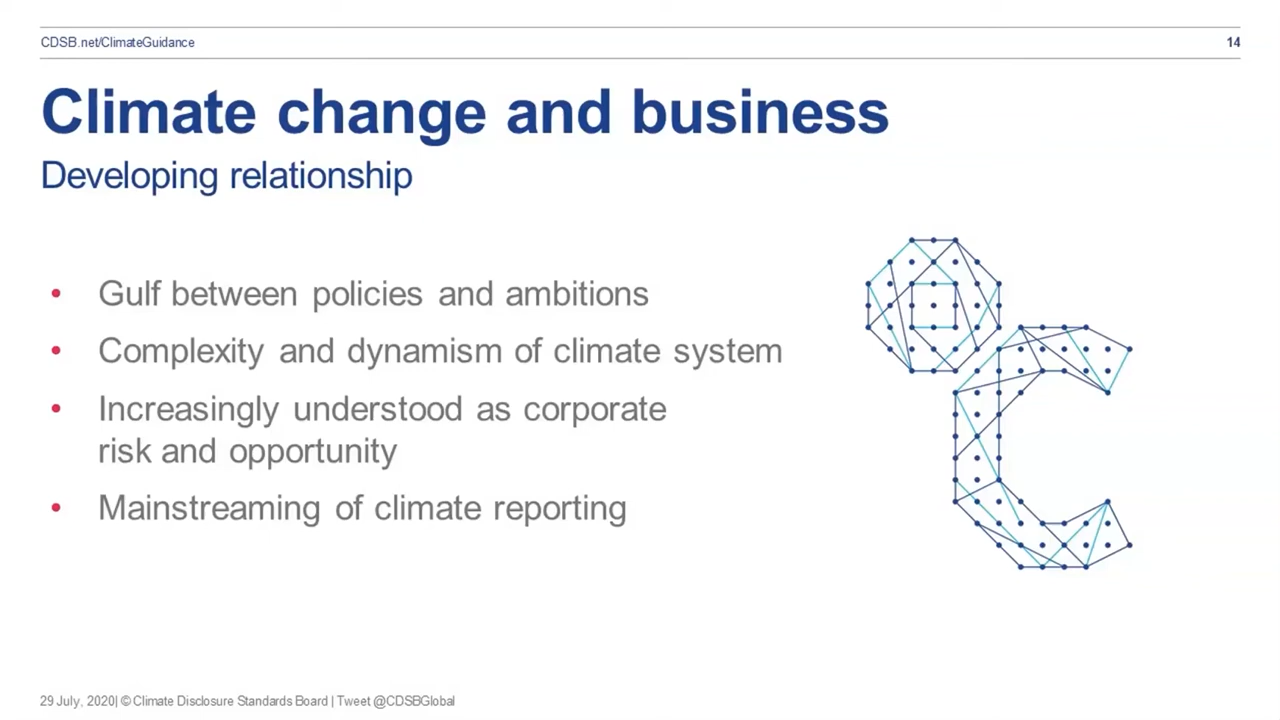 CDSB.net/ClimateGuidance
14
Climate change and business
Developing relationship
• Gulf between policies and ambitions
• Complexity and dynamism of climate system
• Increasingly understood as corporate
risk and opportunity
• Mainstreaming of climate reporting
°C
29 July, 2020| © Climate Disclosure Standards Board | Tweet @CDSBGlobal